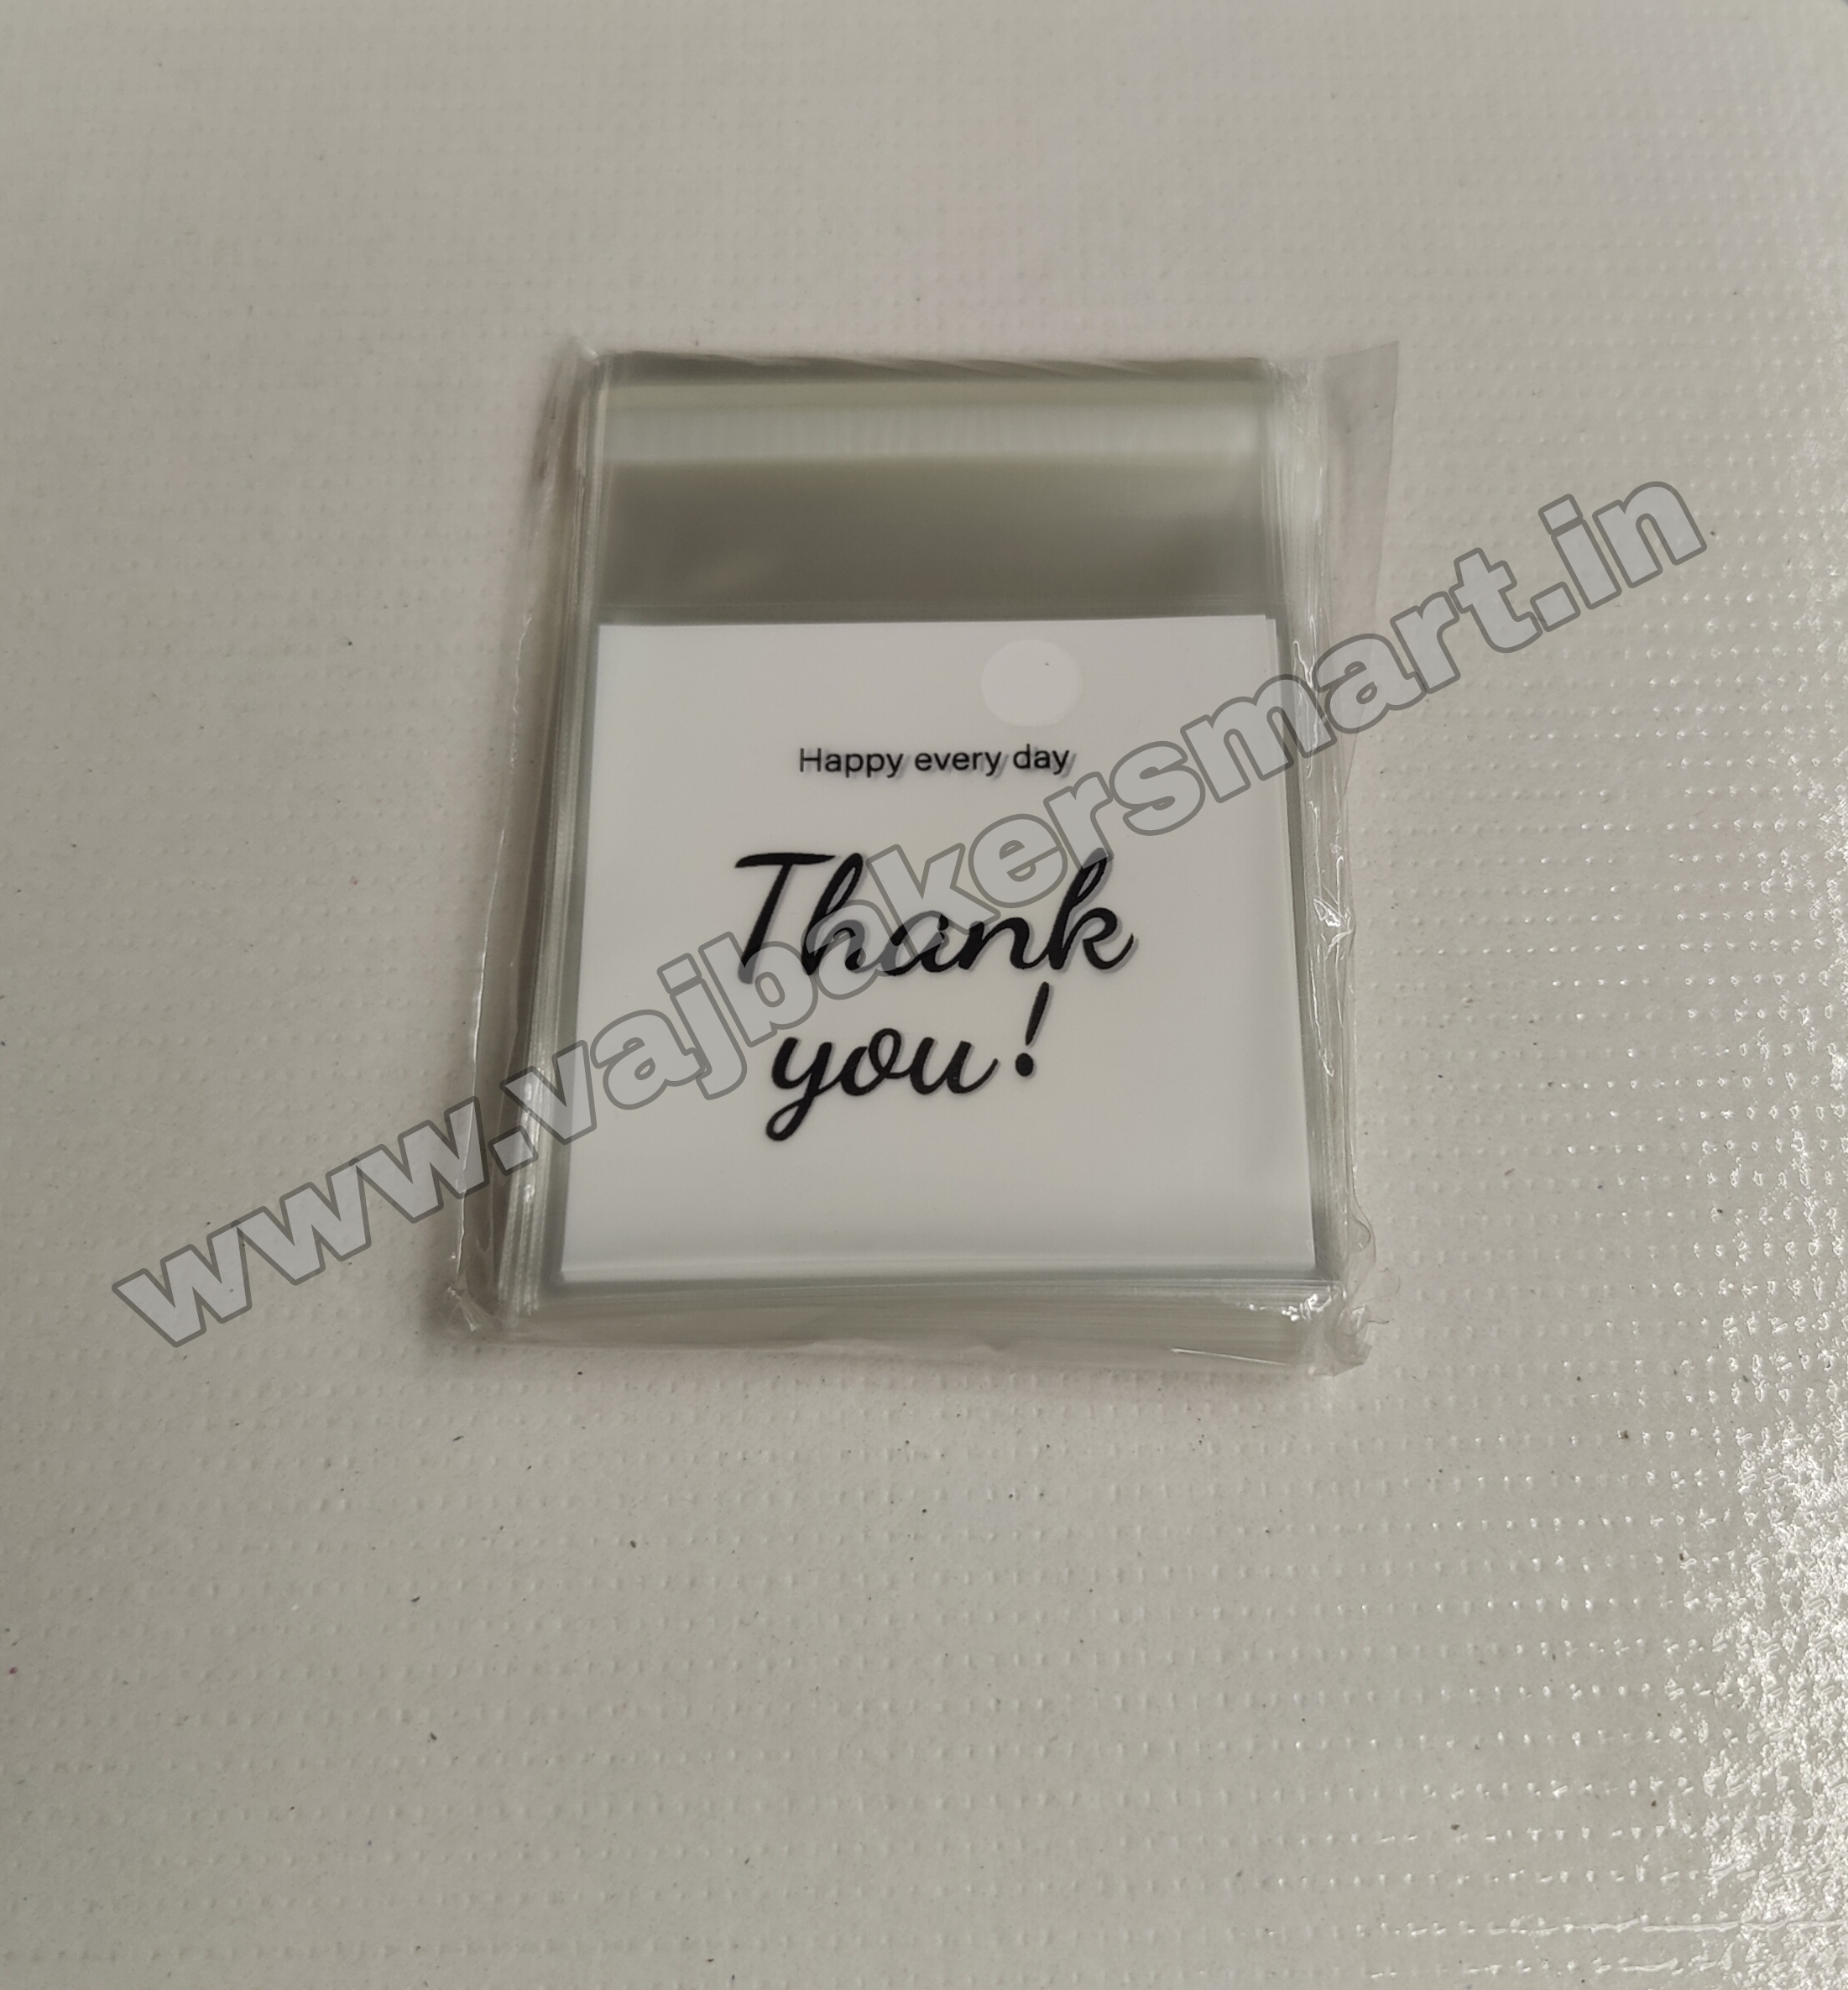 Happy every day
Thank
you!
www.vajbakersmart.in